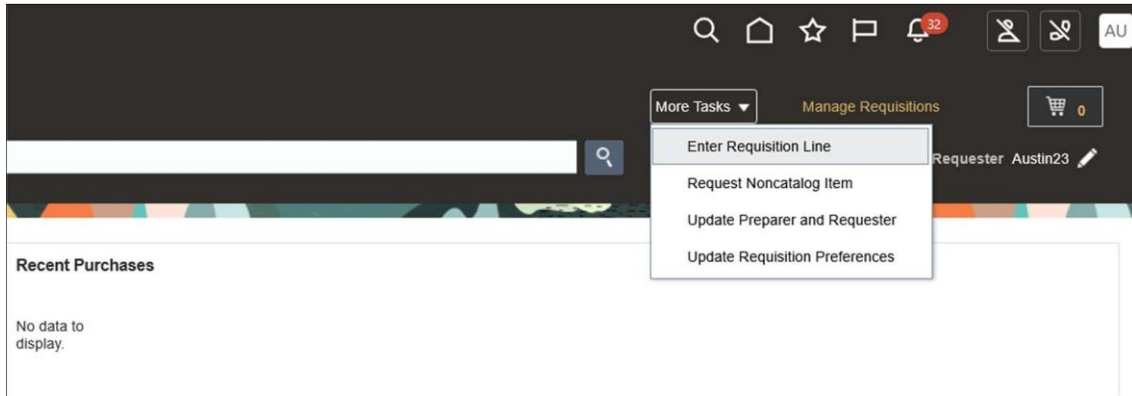 32
AU
More Tasks
Manage Requisitions
0
Enter Requisition Line
Requester Austin23
Request Noncatalog Item
Update Preparer and Requester
Update Requisition Preferences
Recent Purchases
No data to
display.